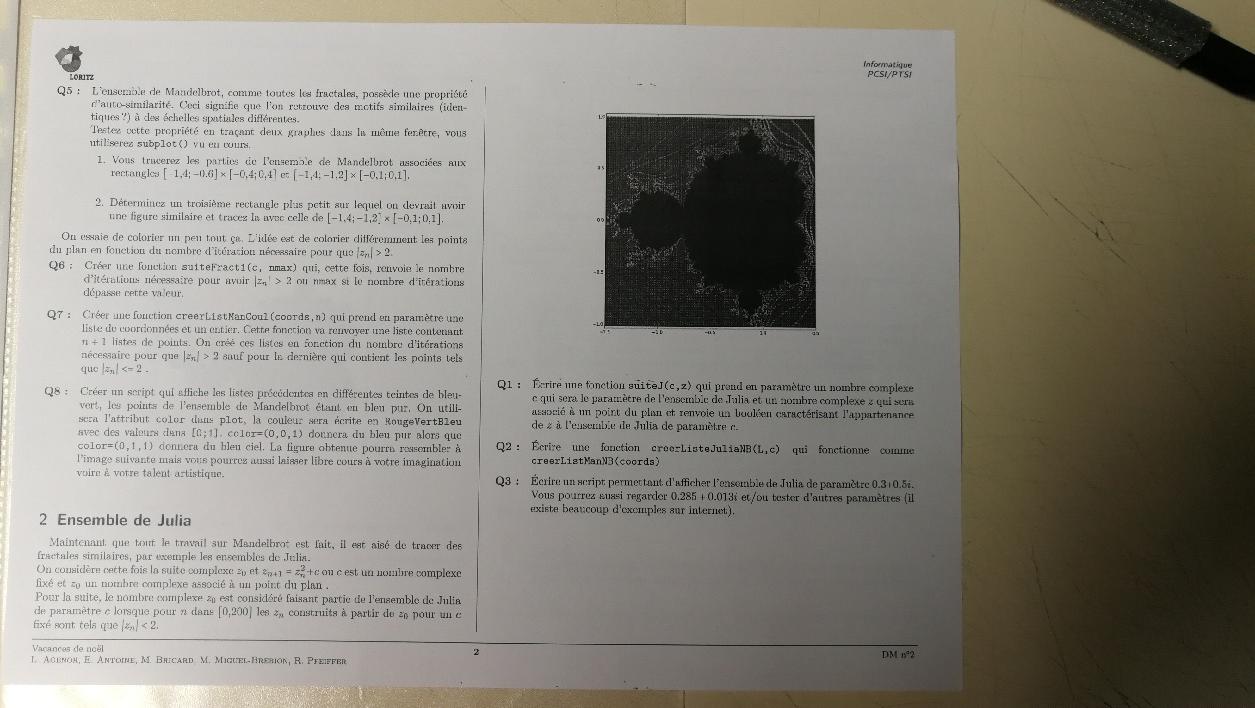 LORITZ
Informatique
PCSI/PTSI
Q5 : L'ensemble de Mandelbrot, comme toutes les fractales, possède une propriété
d'auto-similarité. Ceci signifie que l'on retrouve des motifs similaires (iden-
tiques ?) à des échelles spatiales différentes.
Testez cette propriété en traçant deux graphes dans la même fenêtre, vous
utiliserez subplot() vu en cours.
1. Vous tracerez les parties de l'ensemble de Mandelbrot associées aux
rectangles [-1,4;-0.6] × [-0,4;0,4] et [-1,4;-1,2] × [-0,1;0,1].
2. Déterminez un troisième rectangle plus petit sur lequel on devrait avoir
une figure similaire et tracez la avec celle de [-1,4;-1,2] × [-0,1;0,1].
On essaie de colorier un peu tout ça. L'idée est de colorier différemment les points
du plan en fonction du nombre d'itération nécessaire pour que |zn| > 2.
Q6 : Créer une fonction suiteFract1(c, nmax) qui, cette fois, renvoie le nombre
d'itérations nécessaire pour avoir |zn| > 2 ou nmax si le nombre d'itérations
dépasse cette valeur.
Q7 : Créer une fonction creerListManCoul(coords,n) qui prend en paramètre une
liste de coordonnées et un entier. Cette fonction va renvoyer une liste contenant
n + 1 listes de points. On créé ces listes en fonction du nombre d'itérations
nécessaire pour que |zn| > 2 sauf pour la dernière qui contient les points tels
que |zn| <= 2 .
Q8 : Créer un script qui affiche les listes précédentes en différentes teintes de bleu-
vert, les points de l'ensemble de Mandelbrot étant en bleu pur. On utili-
sera l'attribut color dans plot, la couleur sera écrite en RougeVertBleu
avec des valeurs dans [0;1]. color=(0,0,1) donnera du bleu pur alors que
color=(0,1,1) donnera du bleu ciel. La figure obtenue pourra ressembler à
l'image suivante mais vous pourrez aussi laisser libre cours à votre imagination
voire à votre talent artistique.
2 Ensemble de Julia
Maintenant que tout le travail sur Mandelbrot est fait, il est aisé de tracer des
fractales similaires, par exemple les ensembles de Julia.
On considère cette fois la suite complexe z0 et zn+1 = zn²+c ou c est un nombre complexe
fixé et z0 un nombre complexe associé à un point du plan .
Pour la suite, le nombre complexe z0 est considéré faisant partie de l'ensemble de Julia
de paramètre c lorsque pour n dans [0,200] les zn construits à partir de z0 pour un c
fixé sont tels que |zn| < 2.
1.0
0.5
0.0
-0.5
-1.0
-1.0 -0.5 0.5
Q1 : Écrire une fonction suiteJ(c,z) qui prend en paramètre un nombre complexe
c qui sera le paramètre de l'ensemble de Julia et un nombre complexe z qui sera
associé à un point du plan et renvoie un booléen caractérisant l'appartenance
de z à l'ensemble de Julia de paramètre c.
Q2 : Écrire une fonction creerListeJuliaNB(L,c) qui fonctionne comme
creerListManNB(coords)
Q3 : Écrire un script permettant d'afficher l'ensemble de Julia de paramètre 0.3+0.5i.
Vous pourrez aussi regarder 0.285 + 0.013i et/ou tester d'autres paramètres (il
existe beaucoup d'exemples sur internet).
Vacances de noël
L. AGENOR, E. ANTOINE, M. BRICARD, M. MIGUEL-BREBION, R. PFEIFFER
2
DM n°2